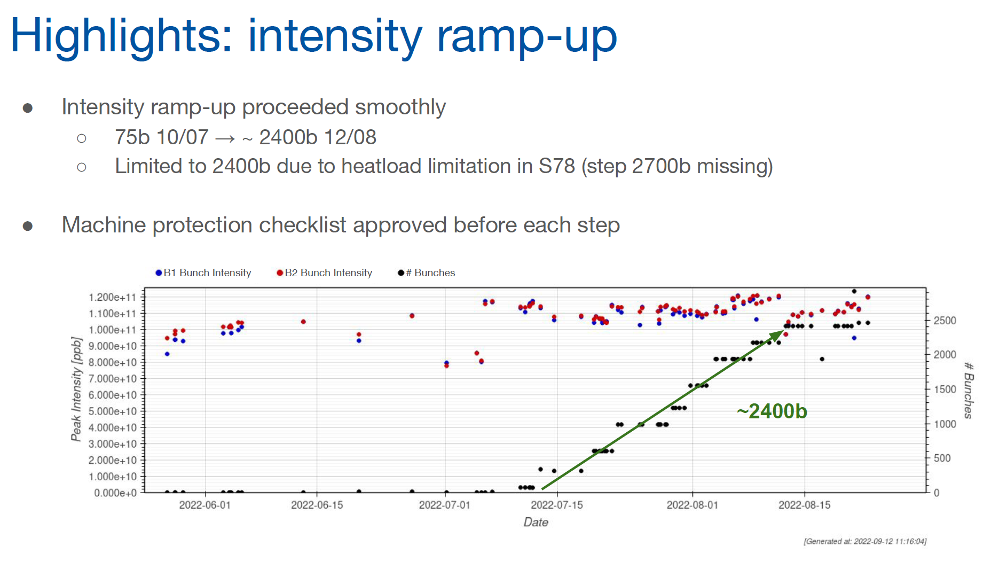 Highlights: intensity ramp-up
● Intensity ramp-up proceeded smoothly
○ 75b 10/07 → ~ 2400b 12/08
○ Limited to 2400b due to heatload limitation in S78 (step 2700b missing)
● Machine protection checklist approved before each step
B1 Bunch Intensity B2 Bunch Intensity # Bunches
1.200e+11
1.100e+11
1.000e+11
9.000e+10
8.000e+10
7.000e+10
6.000e+10
5.000e+10
4.000e+10
3.000e+10
2.000e+10
1.000e+10
0.000e+0
Peak Intensity [ppb]
~2400b
2500
2000
1500
1000
500
0
# Bunches
2022-06-01 2022-06-15 2022-07-01 2022-07-15 2022-08-01 2022-08-15
Date
[Generated at: 2022-09-12 11:16:04]